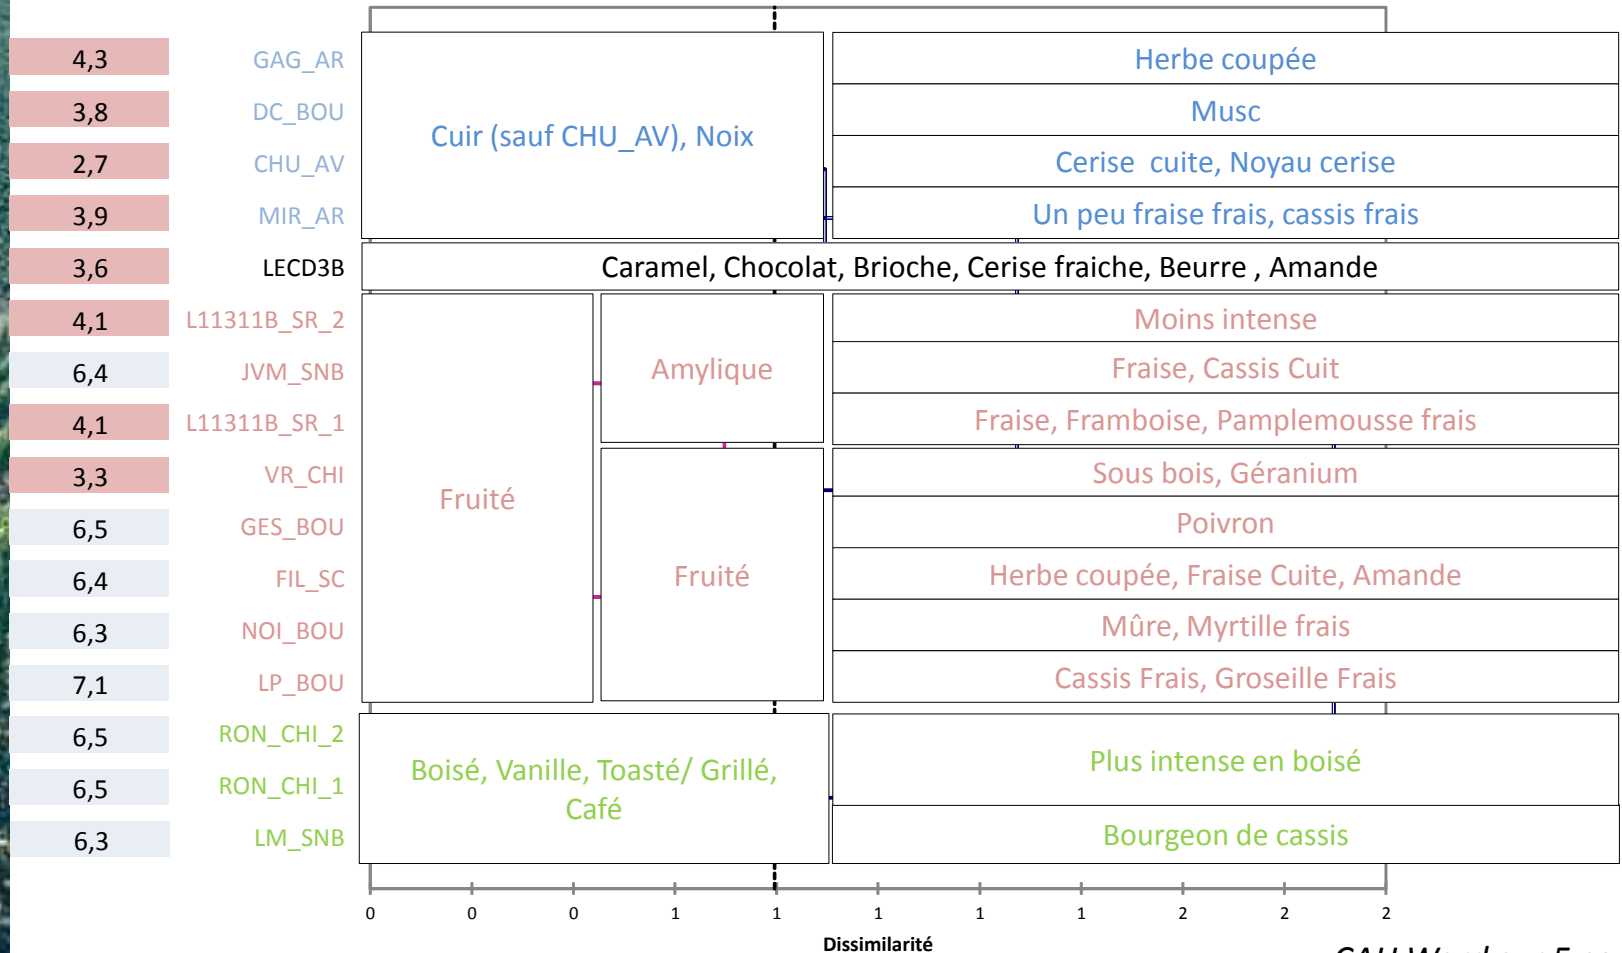 4,3 GAG_AR Herbe coupée
3,8 DC_BOU Musc
Cuir (sauf CHU_AV), Noix
2,7 CHU_AV Cerise cuite, Noyau cerise
3,9 MIR_AR Un peu fraise frais, cassis frais
3,6 LECD3B Caramel, Chocolat, Brioche, Cerise fraiche, Beurre , Amande
4,1 L11311B_SR_2 Moins intense
6,4 JVM_SNB Amylique Fraise, Cassis Cuit
4,1 L11311B_SR_1 Fraise, Framboise, Pamplemousse frais
3,3 VR_CHI Sous bois, Géranium
Fruité
6,5 GES_BOU Poivron
6,4 FIL_SC Fruité Herbe coupée, Fraise Cuite, Amande
6,3 NOI_BOU Mûre, Myrtille frais
7,1 LP_BOU Cassis Frais, Groseille Frais
6,5 RON_CHI_2 Plus intense en boisé
Boisé, Vanille, Toasté/ Grillé,
Café
6,5 RON_CHI_1
6,3 LM_SNB Bourgeon de cassis
0 0 0 1 1 1 1 1 2 2 2
Dissimilarité